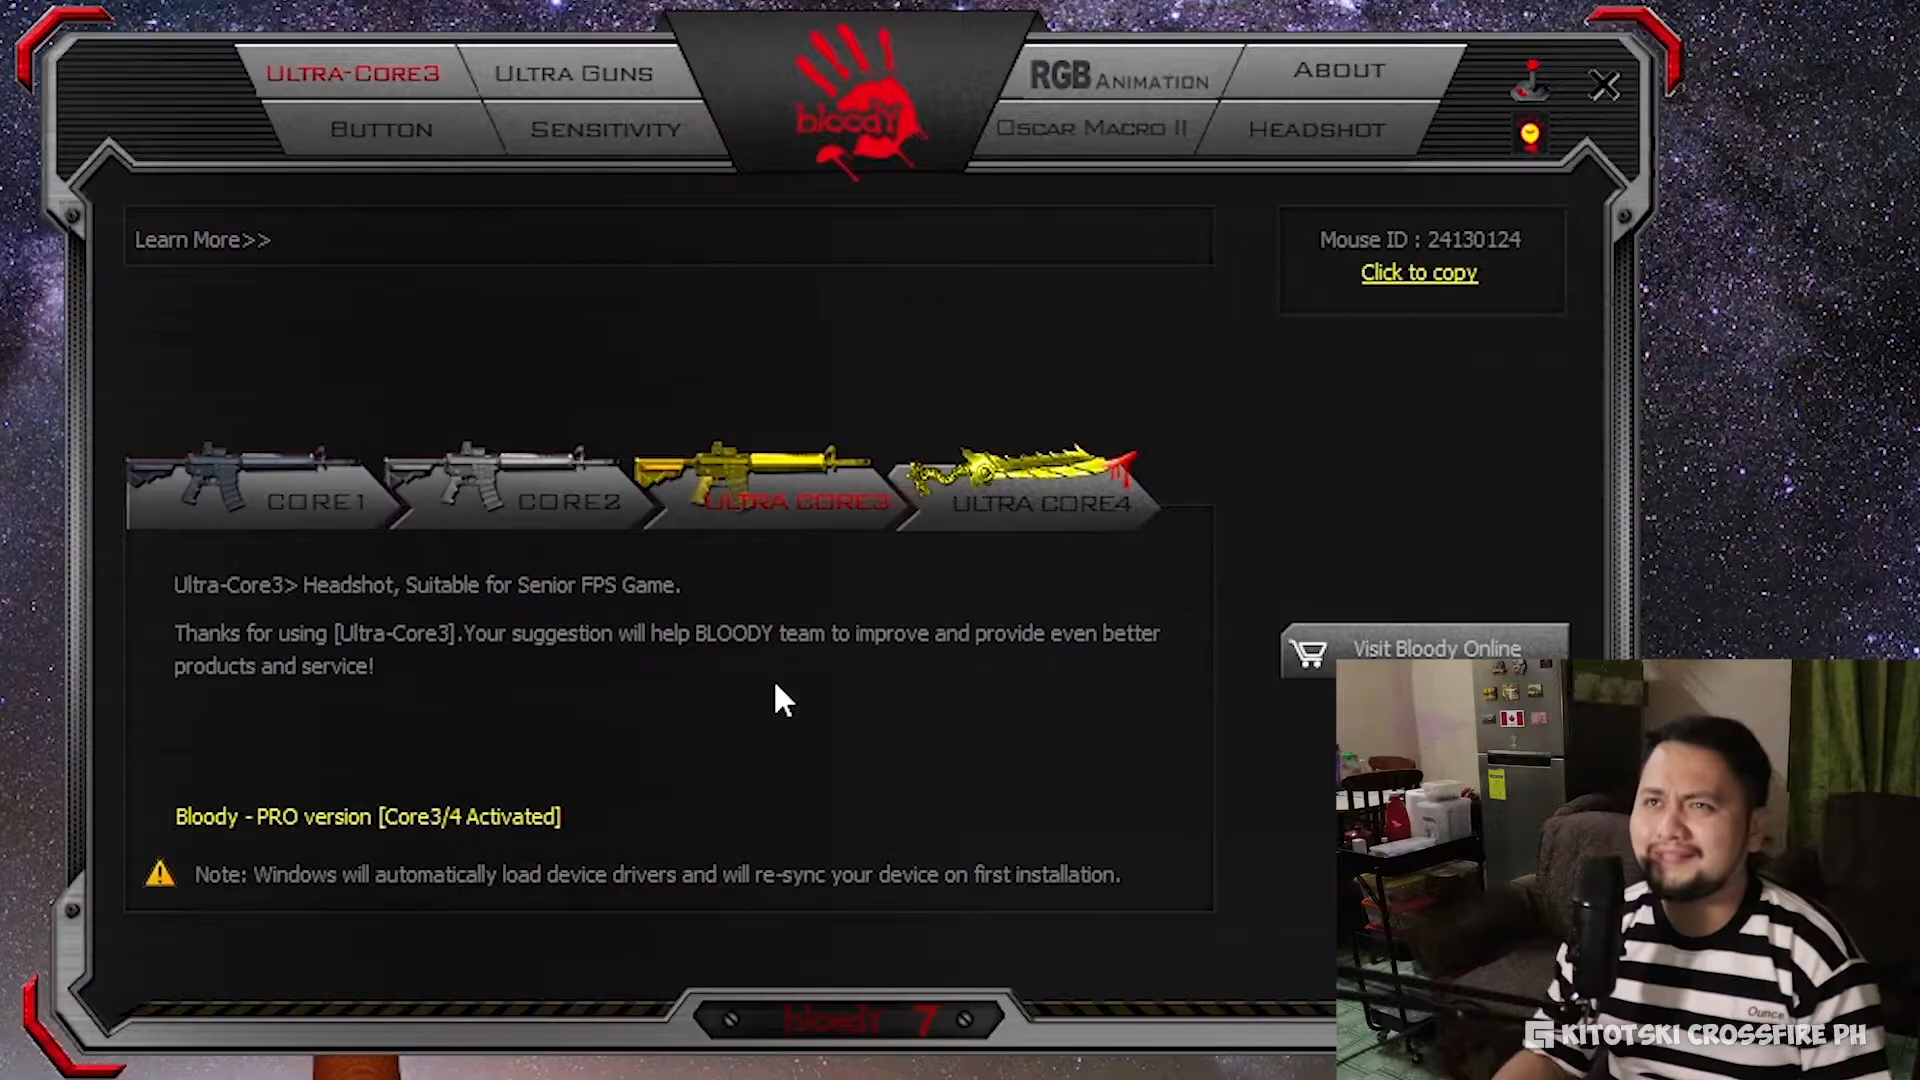 ULTRA-CORE3
ULTRA GUNS
bloody
RGB ANIMATION
ABOUT
BUTTON
SENSITIVITY
OSCAR MACRO II
HEADSHOT
Learn More>>
Mouse ID : 24130124
Click to copy
CORE1
CORE2
ULTRA CORE3
ULTRA CORE4
Ultra-Core3> Headshot, Suitable for Senior FPS Game.
Thanks for using [Ultra-Core3].Your suggestion will help BLOODY team to improve and provide even better
products and service!
Visit Bloody Online
Bloody - PRO version [Core3/4 Activated]
Note: Windows will automatically load device drivers and will re-sync your device on first installation.
bloody 7
Ounce
KITOTSKI CROSSFIRE PH